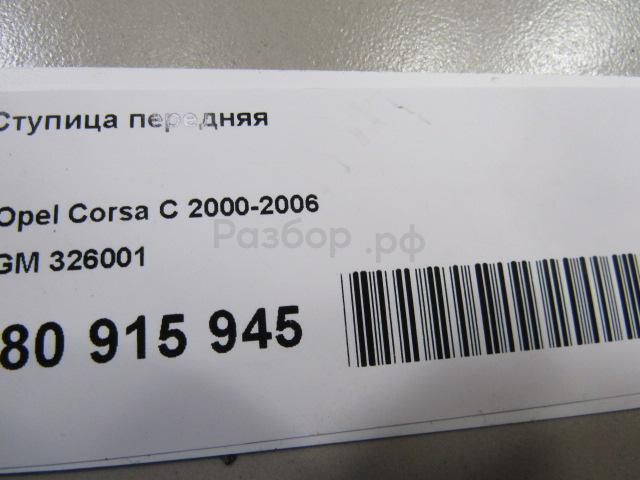 Ступица передняя
Opel Corsa C 2000-2006
Разбор.рф
GM 326001
80 915 945